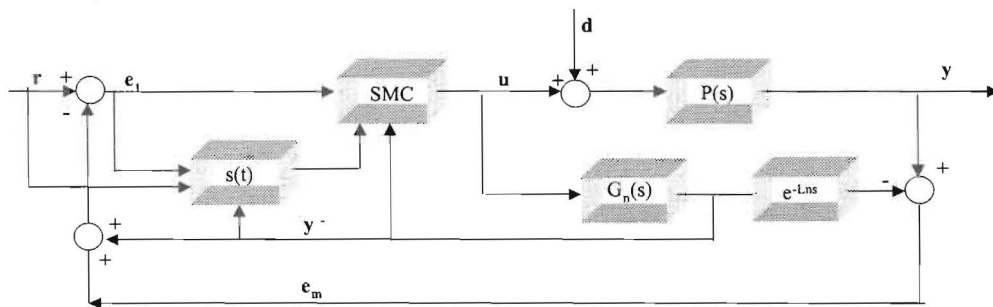 d
r
+
e1
SMC
u
+
+
P(s)
y
-
s(t)
Gn(s)
e-Lns
-
+
+
y -
+
em